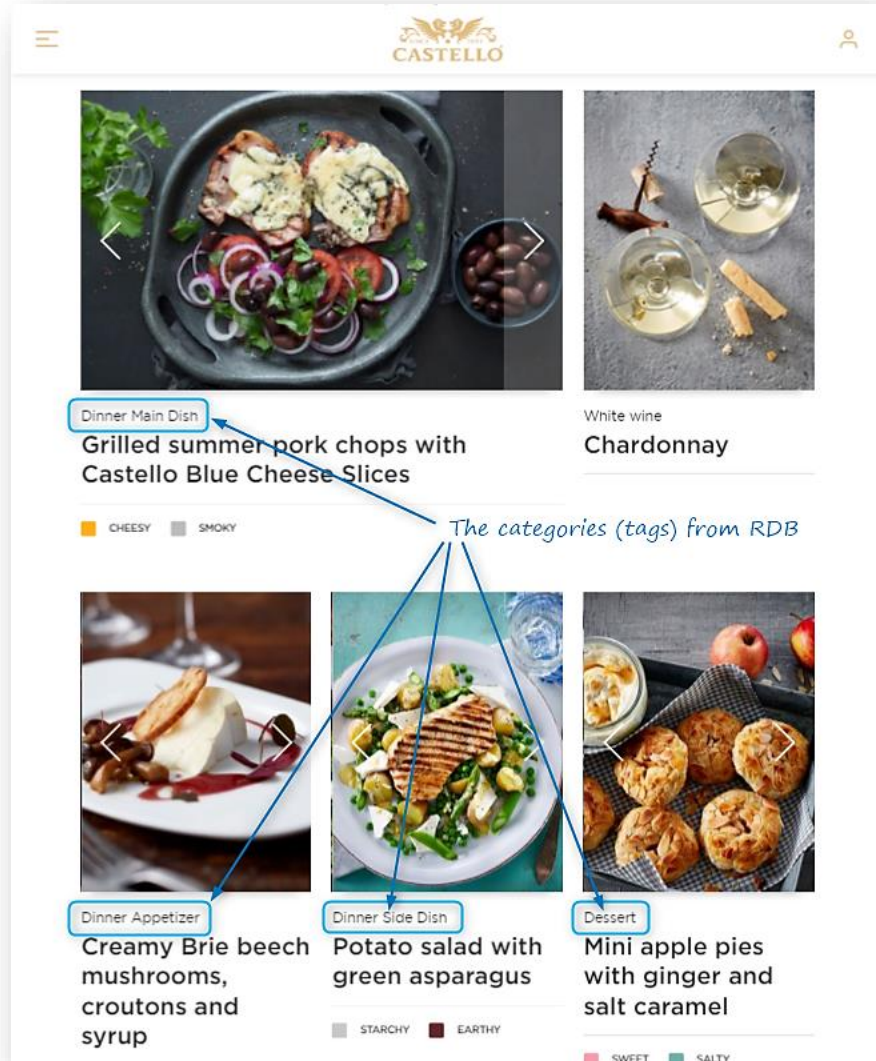 CASTELLO
Dinner Main Dish
Grilled summer pork chops with
Castello Blue Cheese Slices
CHEESY SMOKY
White wine
Chardonnay
The categories (tags) from RDB
Dinner Appetizer
Creamy Brie beech
mushrooms,
croutons and
syrup
Dinner Side Dish
Potato salad with
green asparagus
STARCHY EARTHY
Dessert
Mini apple pies
with ginger and
salt caramel
SWEET SALTY